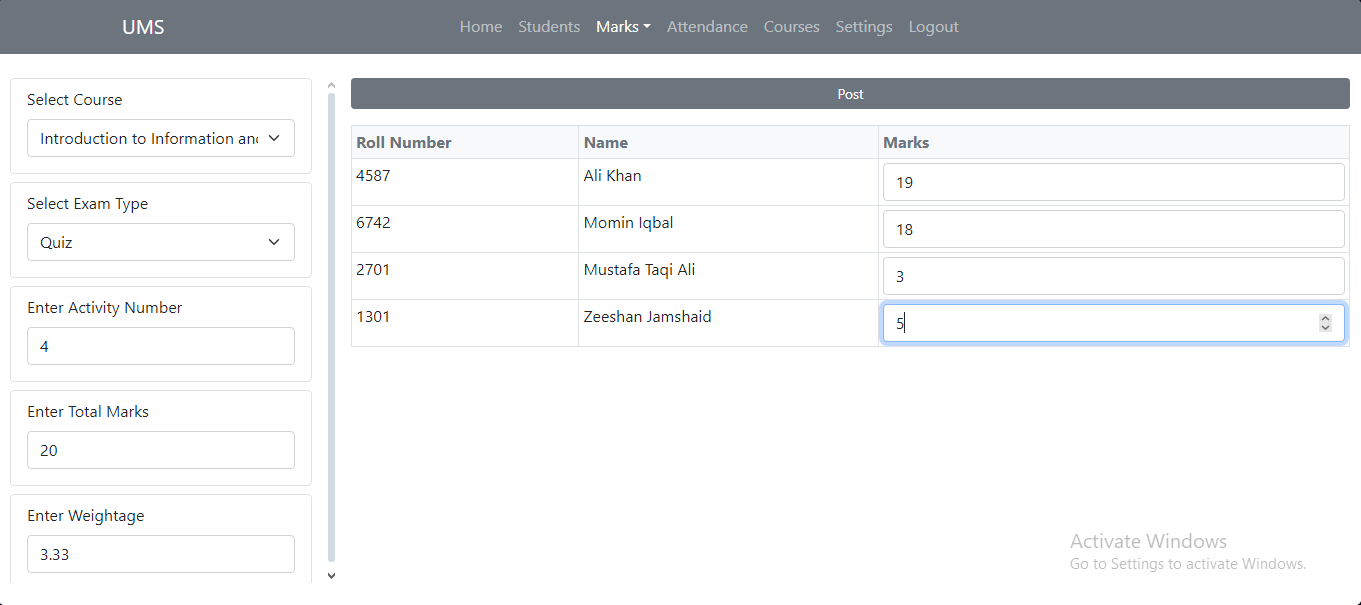 UMS Home Students Marks Attendance Courses Settings Logout
Select Course
Introduction to Information and
Select Exam Type
Quiz
Enter Activity Number
4
Enter Total Marks
20
Enter Weightage
3.33
Post
Roll Number Name Marks
4587 Ali Khan 19
6742 Momin Iqbal 18
2701 Mustafa Taqi Ali 3
1301 Zeeshan Jamshaid 5
Activate Windows
Go to Settings to activate Windows.